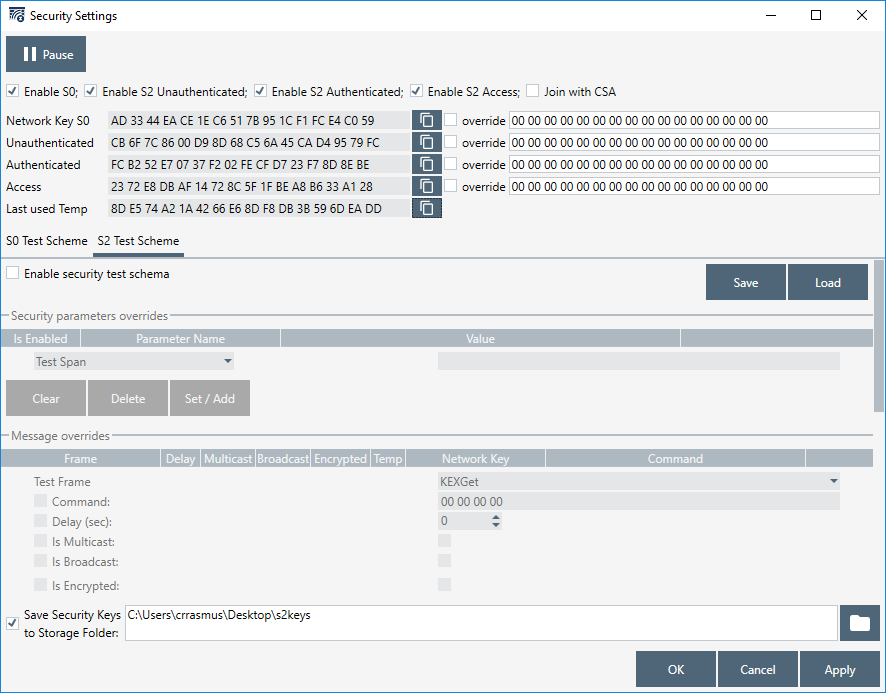 Security Settings
Pause
Enable S0; Enable S2 Unauthenticated; Enable S2 Authenticated; Enable S2 Access; Join with CSA
Network Key S0 AD 33 44 EA CE 1E C6 51 7B 95 1C F1 FC E4 C0 59 override 00 00 00 00 00 00 00 00 00 00 00 00 00 00 00 00
Unauthenticated CB 6F 7C 86 00 D9 8D 68 C5 6A 45 CA D4 95 79 FC override 00 00 00 00 00 00 00 00 00 00 00 00 00 00 00 00
Authenticated FC B2 52 E7 07 37 F2 02 FE CF D7 23 F7 8D 8E BE override 00 00 00 00 00 00 00 00 00 00 00 00 00 00 00 00
Access 23 72 E8 DB AF 14 72 8C 5F 1F BE A8 B6 33 A1 28 override 00 00 00 00 00 00 00 00 00 00 00 00 00 00 00 00
Last used Temp 8D E5 74 A2 1A 42 66 E6 8D F8 DB 3B 59 6D EA DD
S0 Test Scheme S2 Test Scheme
Enable security test schema Save Load
Security parameters overrides
Is Enabled Parameter Name Value
Test Span
Clear Delete Set / Add
Message overrides
Frame Delay Multicast Broadcast Encrypted Temp Network Key Command
Test Frame KEXGet
Command: 00 00 00 00
Delay (sec): 0
Is Multicast:
Is Broadcast:
Is Encrypted:
Save Security Keys C:\Users\crrasmus\Desktop\s2keys
to Storage Folder:
OK Cancel Apply